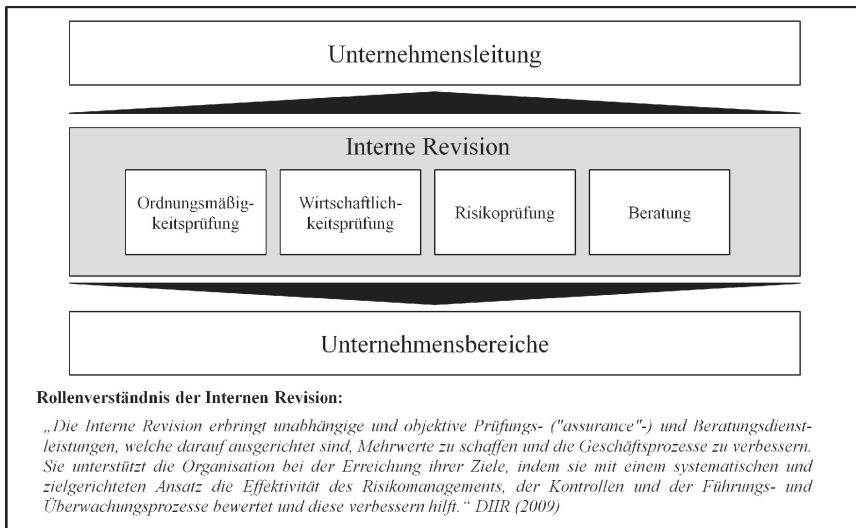 Unternehmensleitung
Interne Revision
Ordnungsmäßig-
keitsprüfung
Wirtschaftlich-
keitsprüfung
Risikoprüfung
Beratung
Unternehmensbereiche
Rollenverständnis der Internen Revision:
„Die Interne Revision erbringt unabhängige und objektive Prüfungs- ("assurance"-) und Beratungsdienst-
leistungen, welche darauf ausgerichtet sind, Mehrwerte zu schaffen und die Geschäftsprozesse zu verbessern.
Sie unterstützt die Organisation bei der Erreichung ihrer Ziele, indem sie mit einem systematischen und
zielgerichteten Ansatz die Effektivität des Risikomanagements, der Kontrollen und der Führungs- und
Überwachungsprozesse bewertet und diese verbessern hilft.“ DIIR (2009)